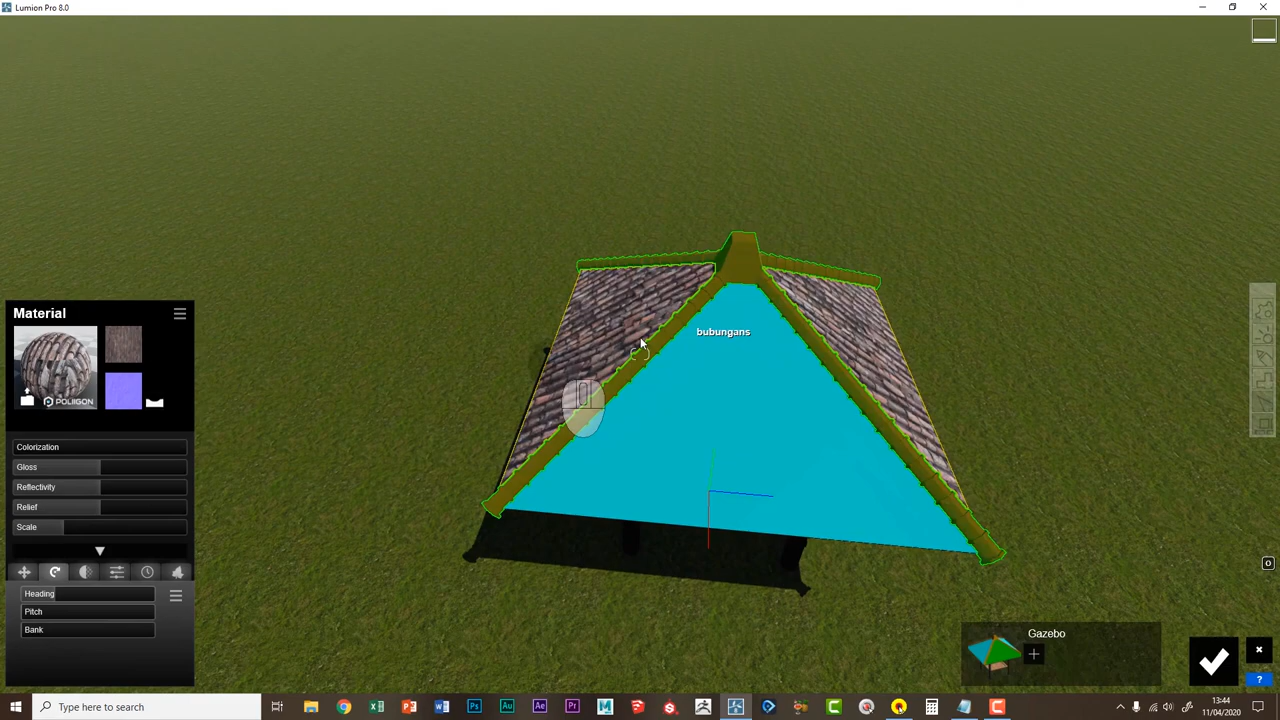 Lumion Pro 8.0
bubungans
Material
POLIIGON
Colorization
Gloss
Reflectivity
Relief
Scale
Heading
Pitch
Bank
O
Gazebo
?
Type here to search
13:44
11/04/2020